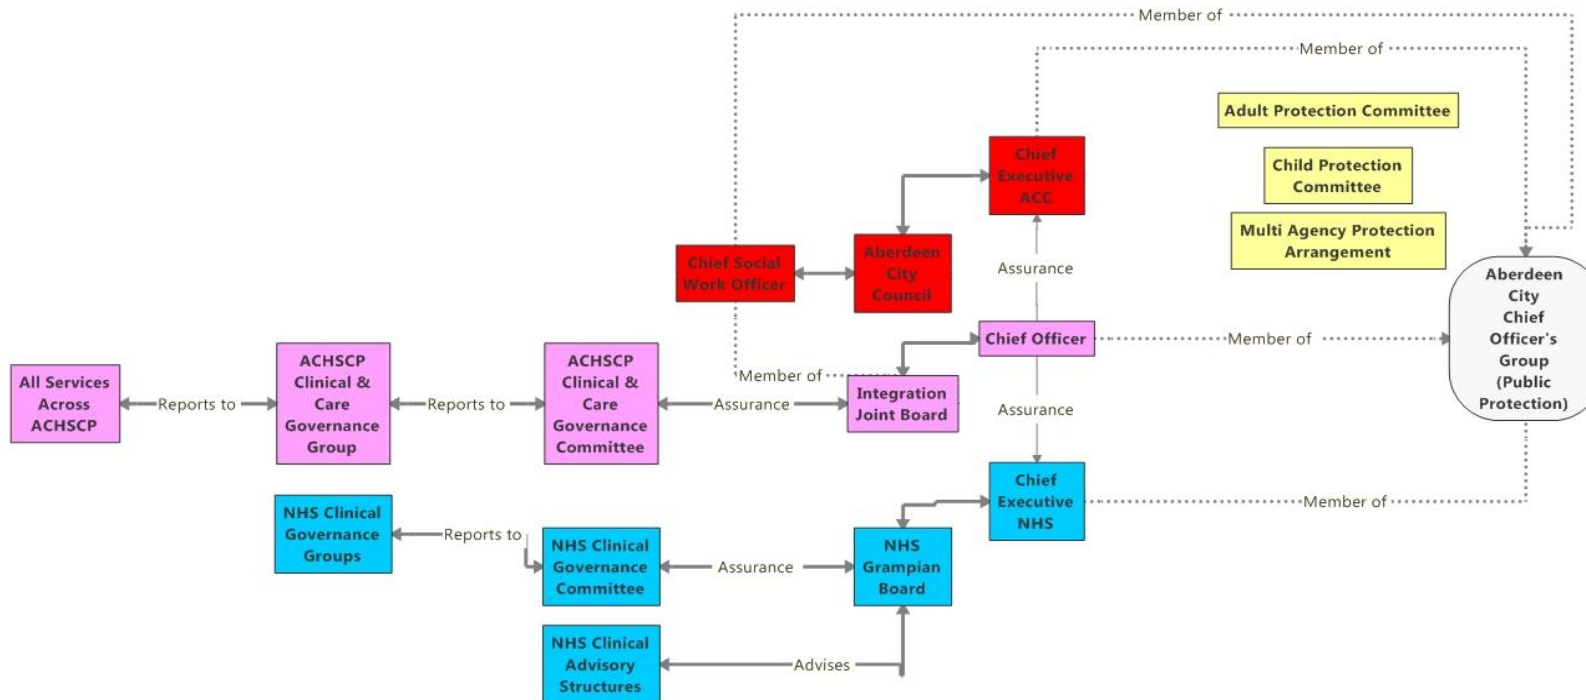 Member of
Member of
Adult Protection Committee
Chief
Executive
ACC
Child Protection
Committee
Multi Agency Protection
Arrangement
Chief Social
Work Officer
Aberdeen
City
Council
Assurance
Aberdeen
City
Chief
Officer's
Group
(Public
Protection)
Chief Officer
Member of
All Services
Across
ACHSCP
Reports to
ACHSCP
Clinical &
Care
Governance
Group
Reports to
ACHSCP
Clinical &
Care
Governance
Committee
Assurance
Member of
Integration
Joint Board
Assurance
Chief
Executive
NHS
Member of
NHS Clinical
Governance
Groups
Reports to
NHS Clinical
Governance
Committee
Assurance
NHS
Grampian
Board
NHS Clinical
Advisory
Structures
Advises